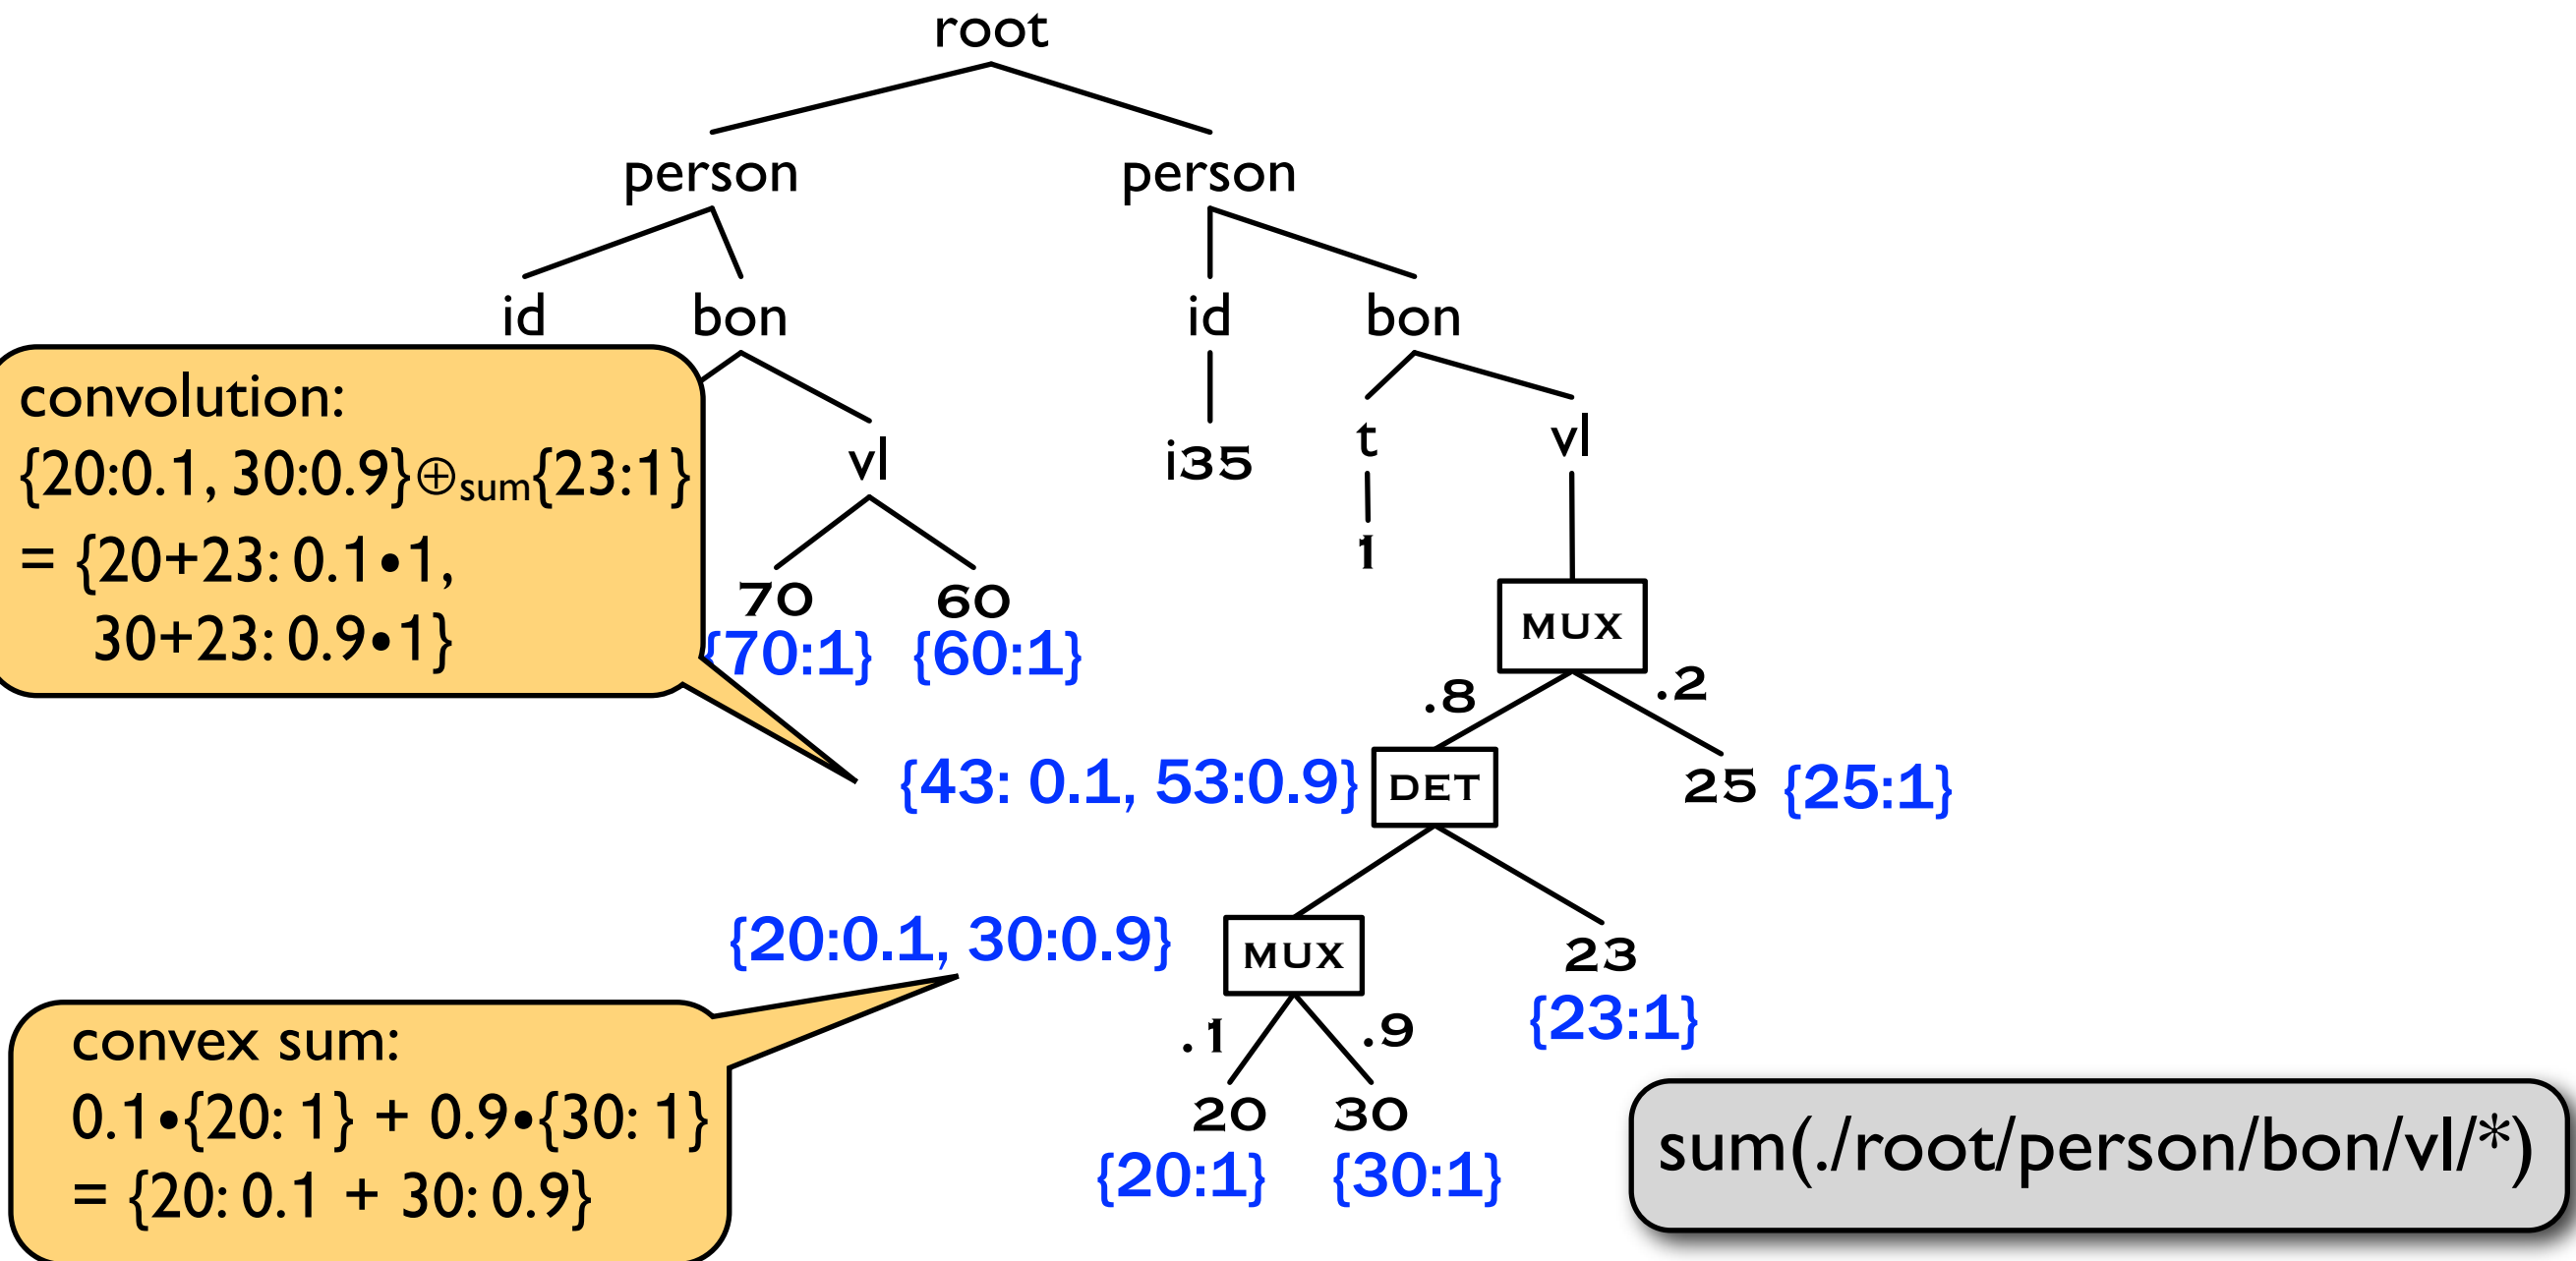 root
person person
id bon id bon
convolution:
{20:0.1, 30:0.9}⊕sum{23:1}
= {20+23: 0.1•1,
30+23: 0.9•1}
vl i35 t vl
1
70 60
{70:1} {60:1}
MUX
.8 .2
{43: 0.1, 53:0.9} DET 25 {25:1}
{20:0.1, 30:0.9} MUX 23
{23:1}
.1 .9
20 30
{20:1} {30:1}
convex sum:
0.1•{20: 1} + 0.9•{30: 1}
= {20: 0.1 + 30: 0.9}
sum(./root/person/bon/vl/*)